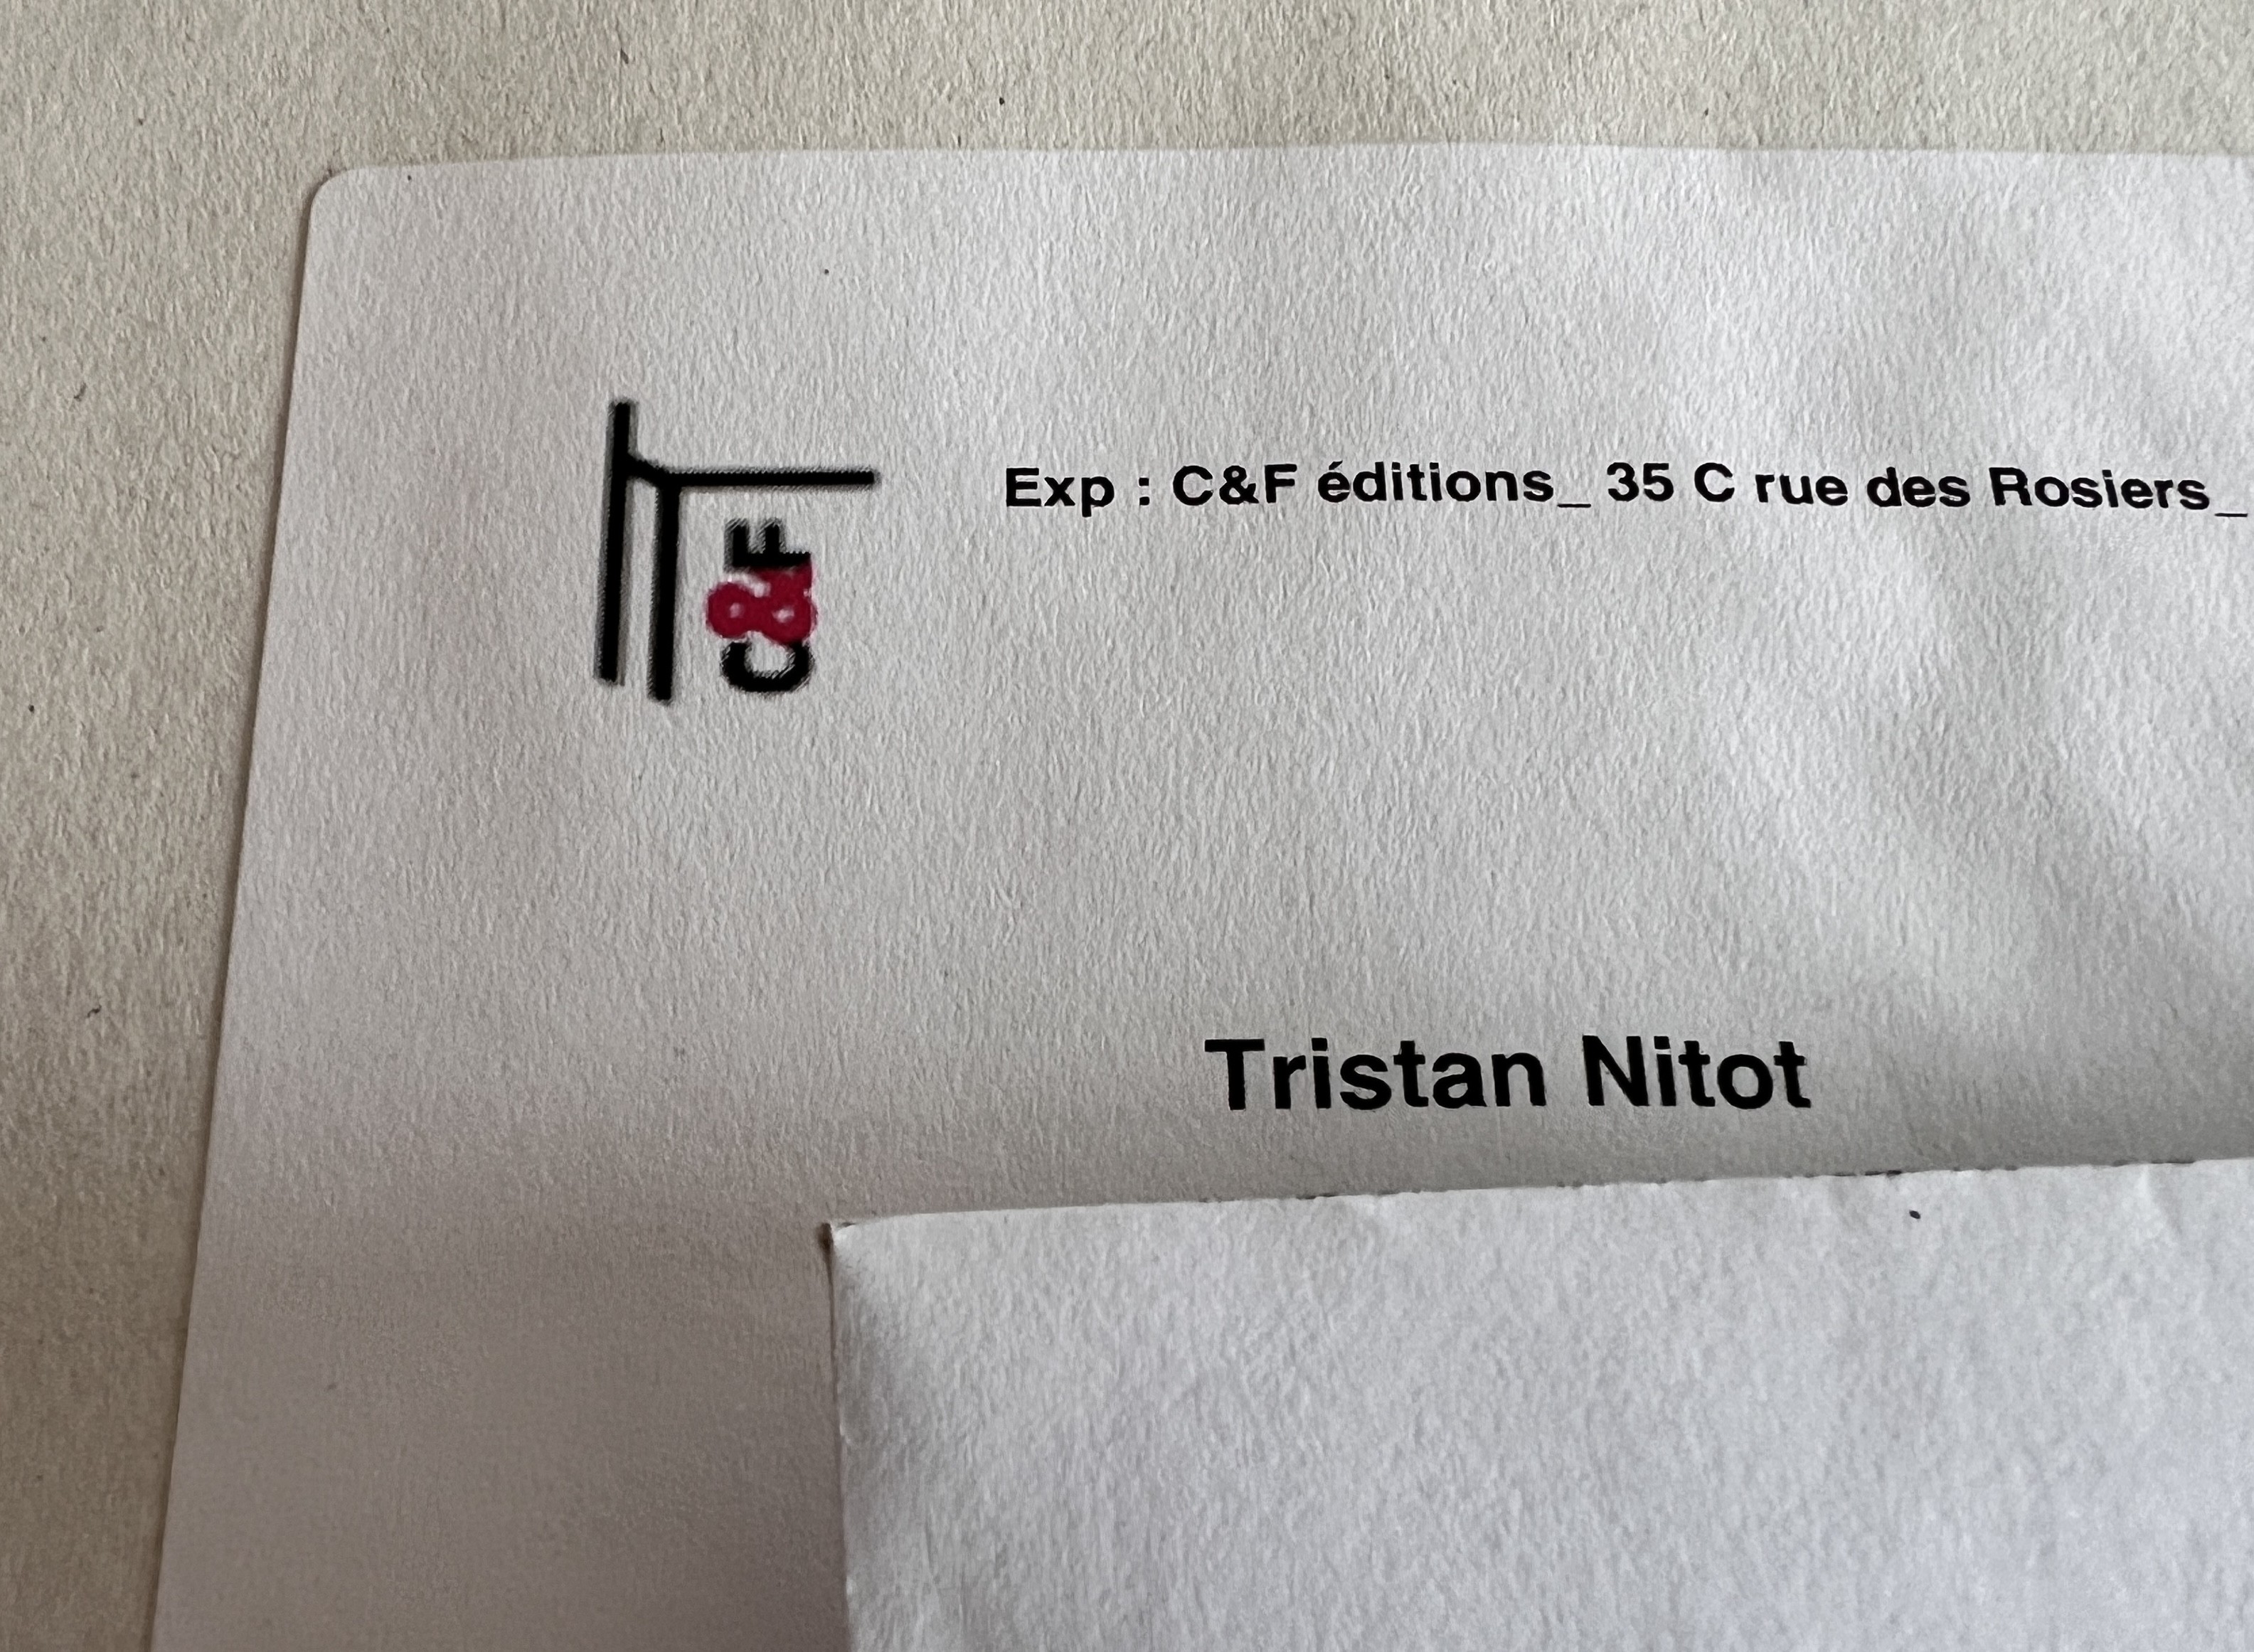 C&F
Exp : C&F éditions_ 35 C rue des Rosiers_
Tristan Nitot